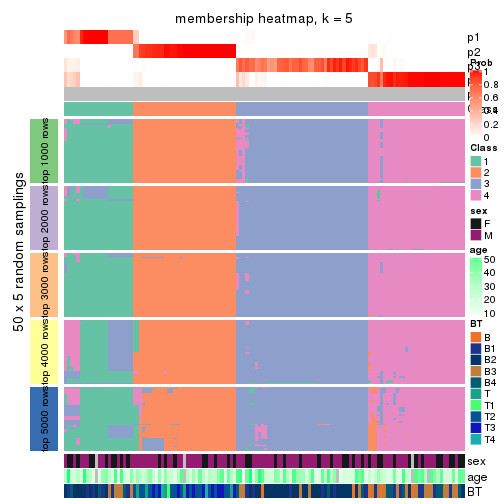 membership heatmap, k = 5
p1
p2
p3
Prob
1
0.8
0.6
0.4
0.2
0
Class
1
2
3
4
sex
F
M
age
50
40
30
20
10
BT
B
B1
B2
B3
B4
T
T1
T2
T3
T4
50 x 5 random samplings
top 1000 rows
top 2000 rows
top 3000 rows
top 4000 rows
top 5000 rows
sex
age
BT